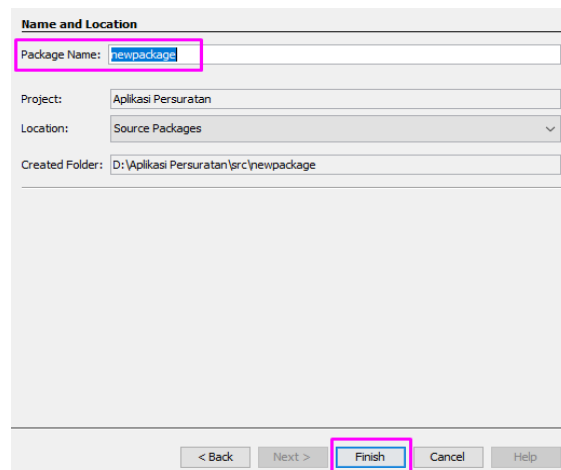 Name and Location
Package Name: newpackage
Project: Aplikasi Persuratan
Location: Source Packages
Created Folder: D:\Aplikasi Persuratan\src\newpackage
< Back Next > Finish Cancel Help